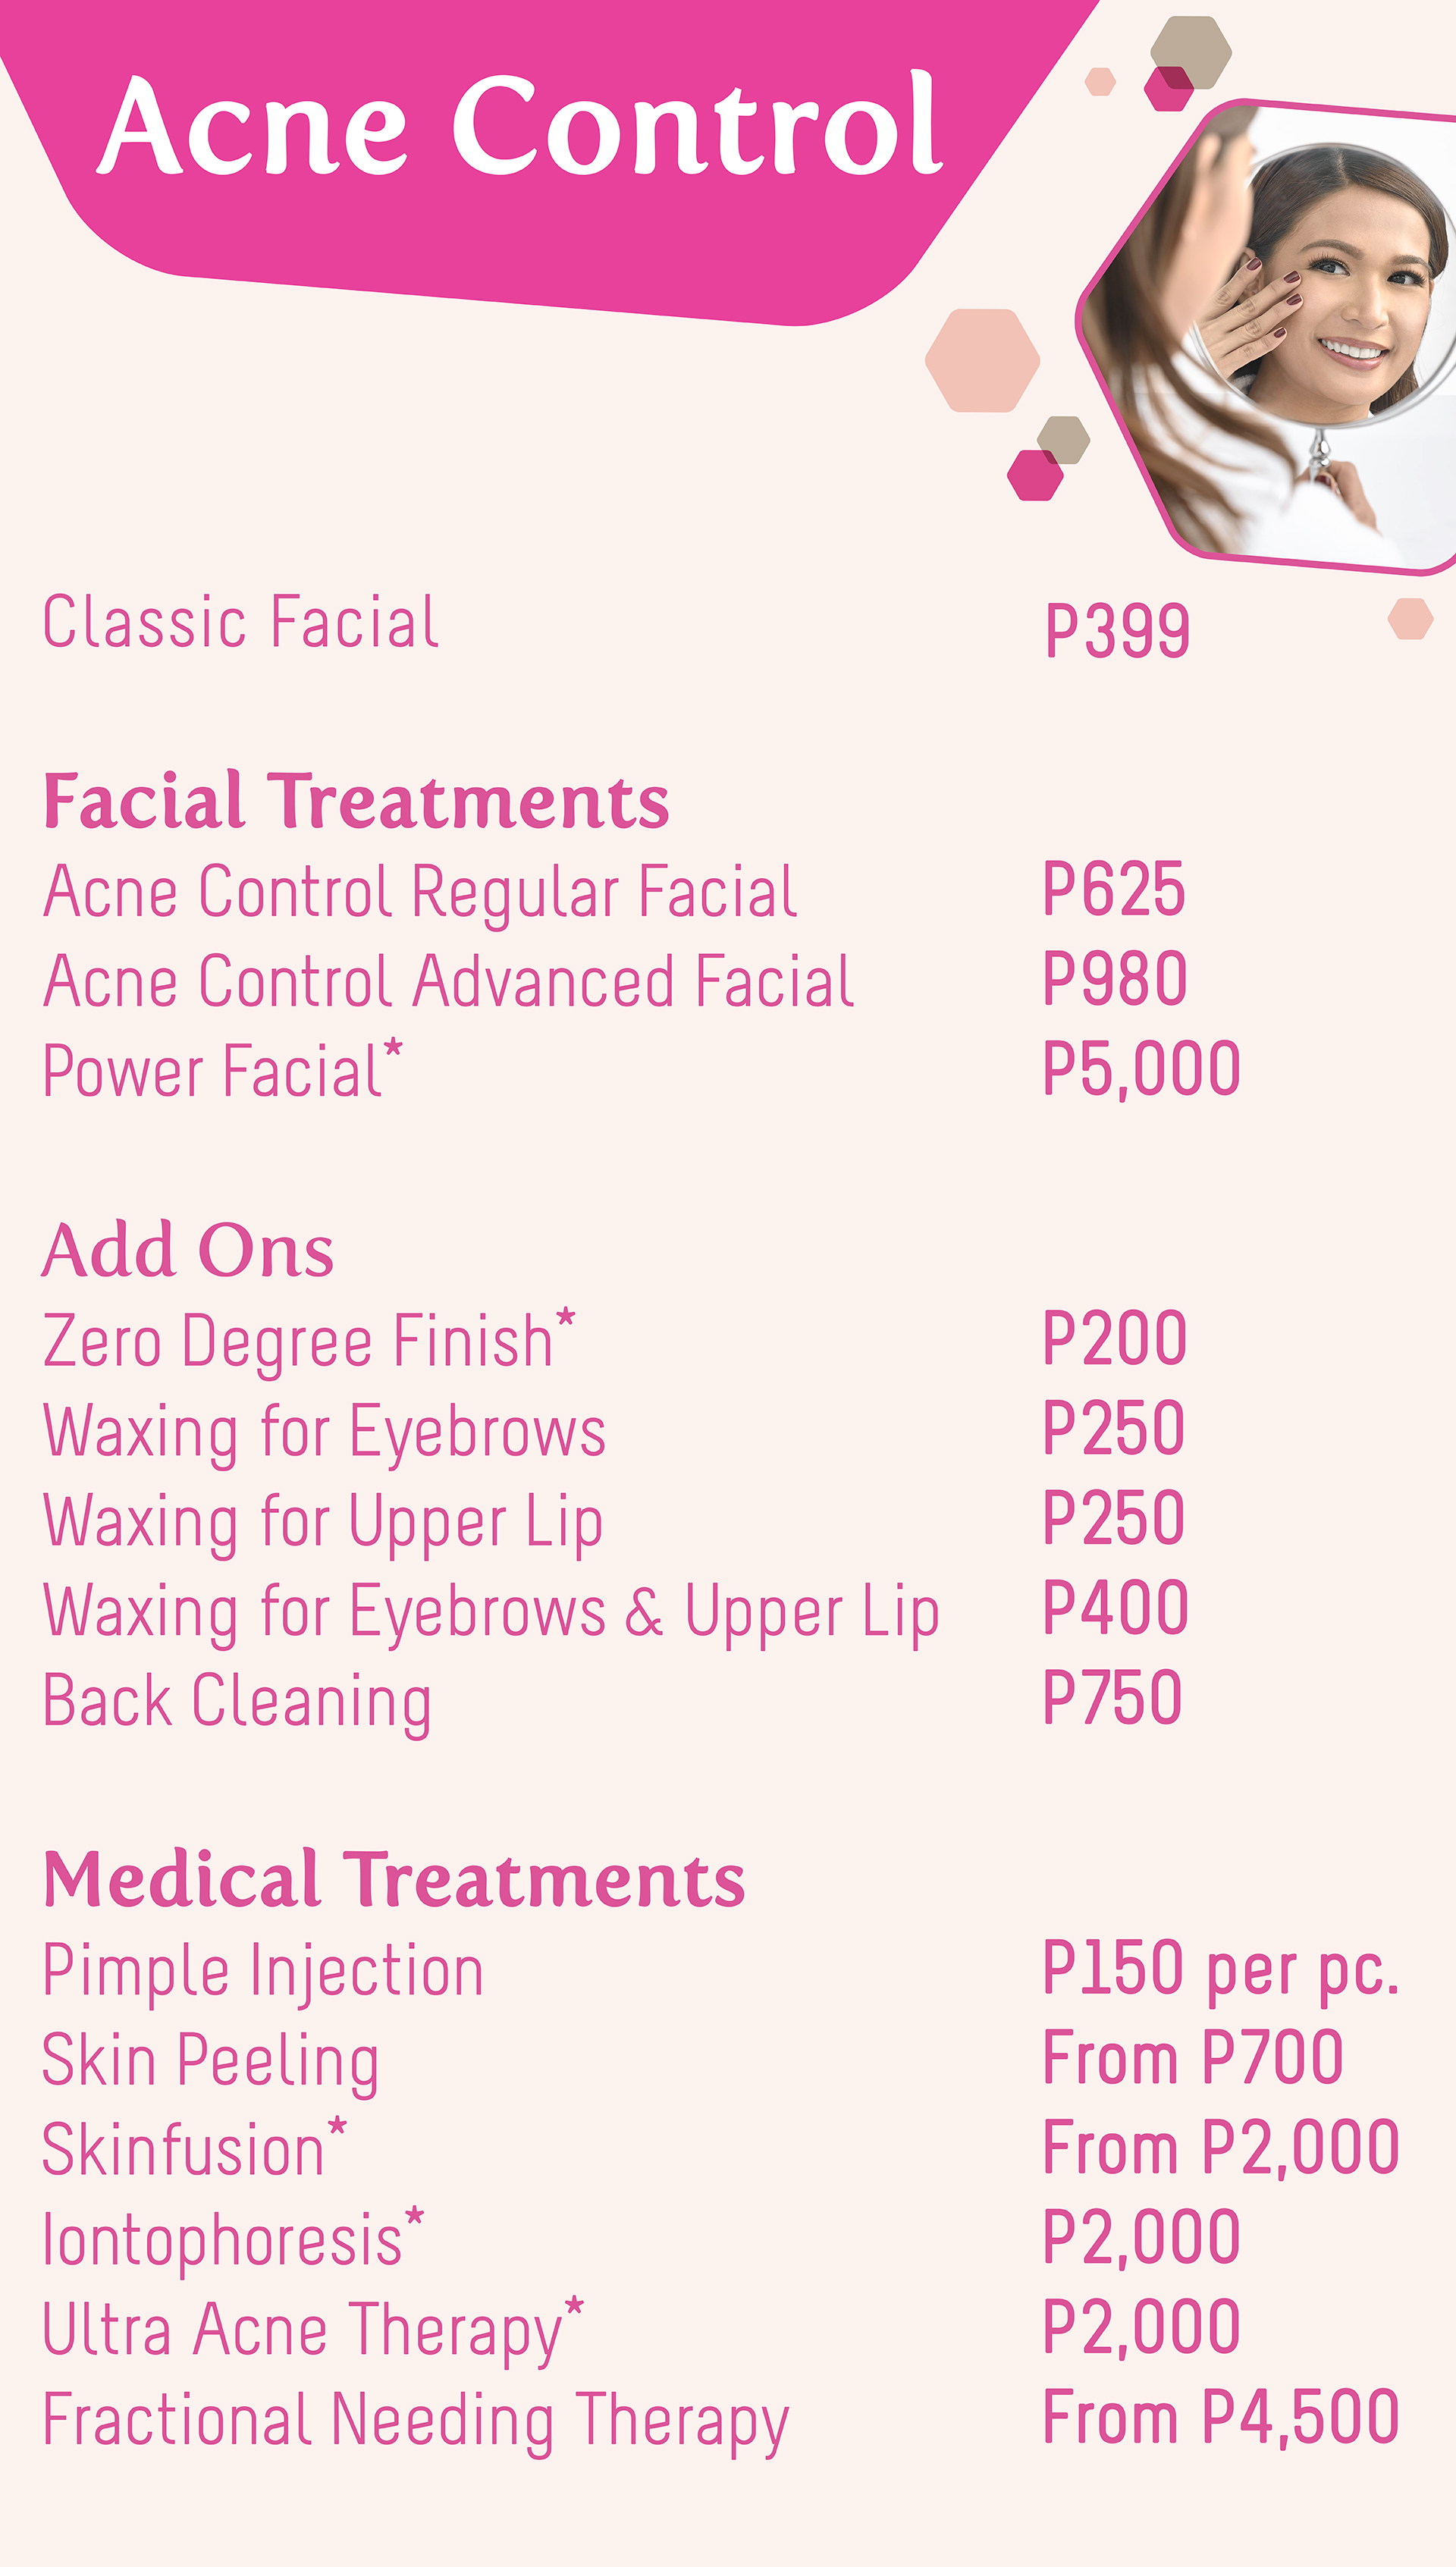 Acne Control
Classic Facial P399
Facial Treatments
Acne Control Regular Facial P625
Acne Control Advanced Facial P980
Power Facial* P5,000
Add Ons
Zero Degree Finish* P200
Waxing for Eyebrows P250
Waxing for Upper Lip P250
Waxing for Eyebrows & Upper Lip P400
Back Cleaning P750
Medical Treatments
Pimple Injection P150 per pc.
Skin Peeling From P700
Skinfusion* From P2,000
Iontophoresis* P2,000
Ultra Acne Therapy* P2,000
Fractional Needing Therapy From P4,500